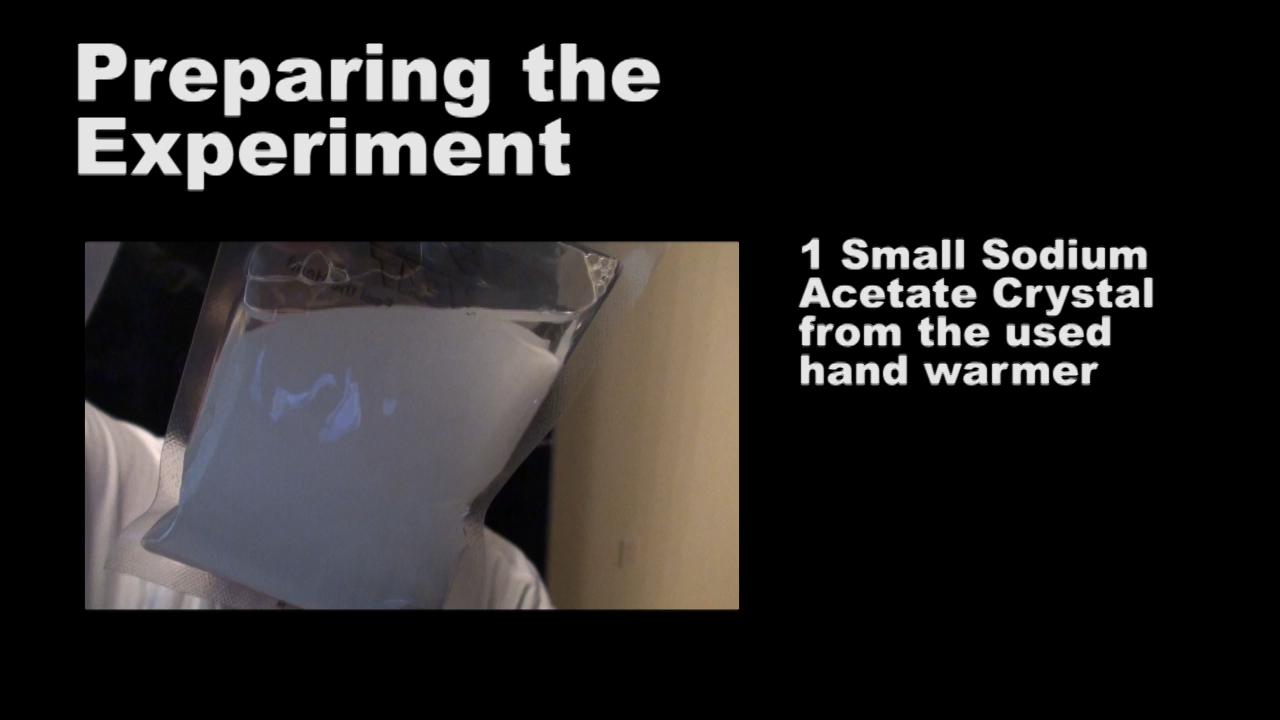 Preparing the
Experiment
1 Small Sodium
Acetate Crystal
from the used
hand warmer